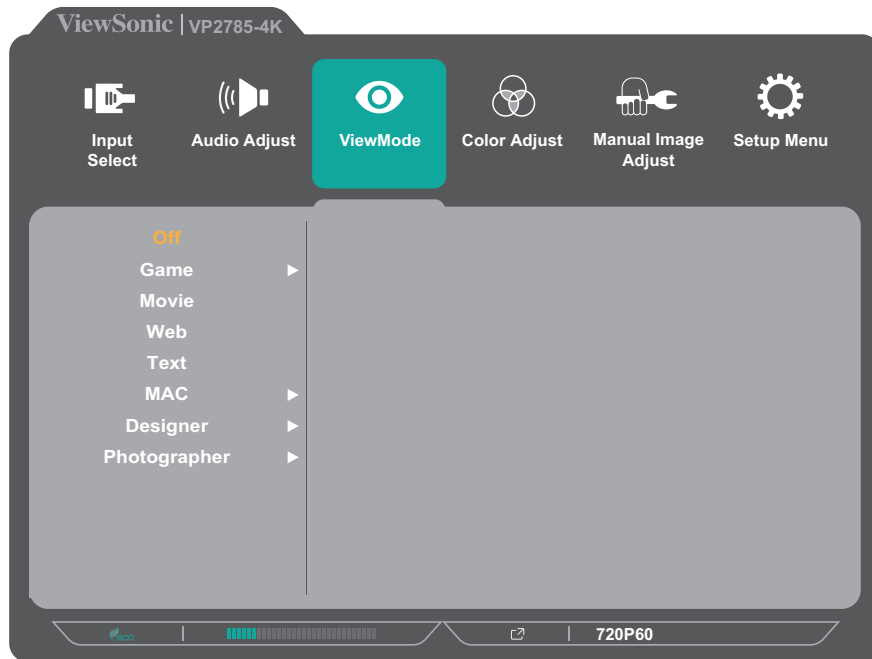 ViewSonic | VP2785-4K
Input
Select
Audio Adjust
ViewMode
Color Adjust
Manual Image
Adjust
Setup Menu
Off
Game
Movie
Web
Text
MAC
Designer
Photographer
eco
720P60